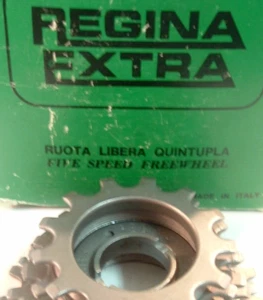 REGINA
EXTRA
RUOTA LIBERA QUINTUPLA
FIVE SPEED FREEWHEEL
MADE IN ITALY